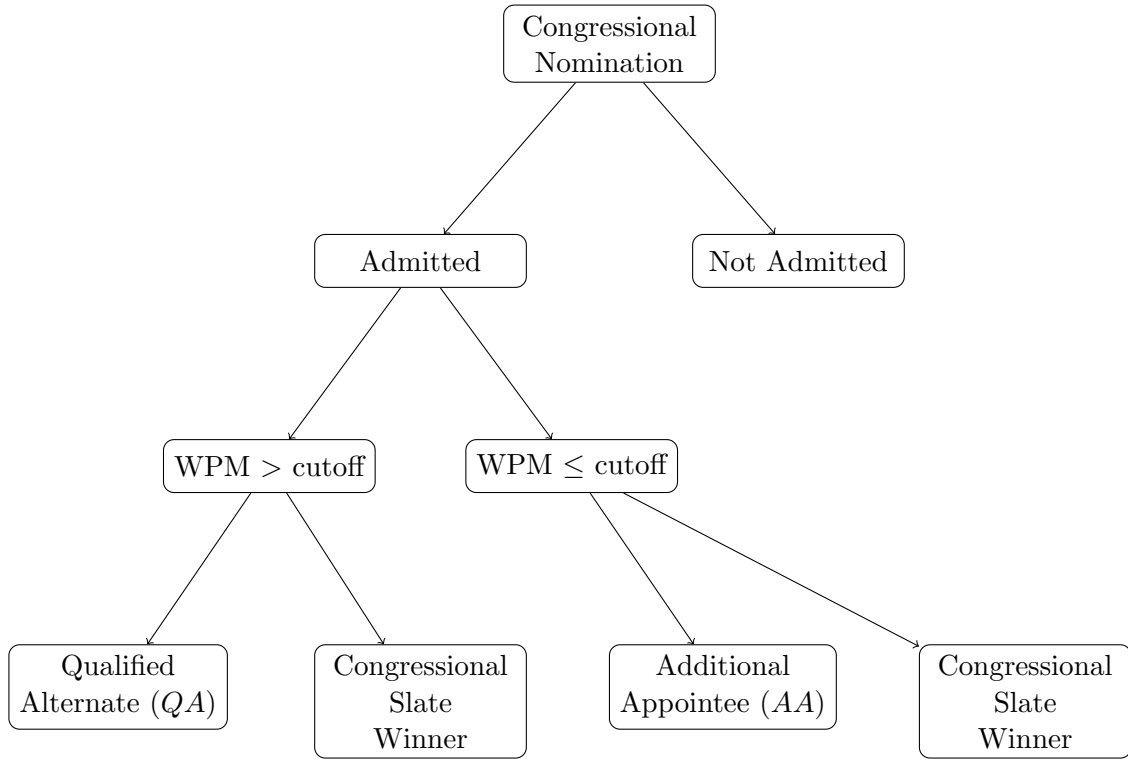 Congressional
Nomination
Admitted
Not Admitted
WPM > cutoff
WPM ≤ cutoff
Qualified
Alternate (QA)
Congressional
Slate
Winner
Additional
Appointee (AA)
Congressional
Slate
Winner